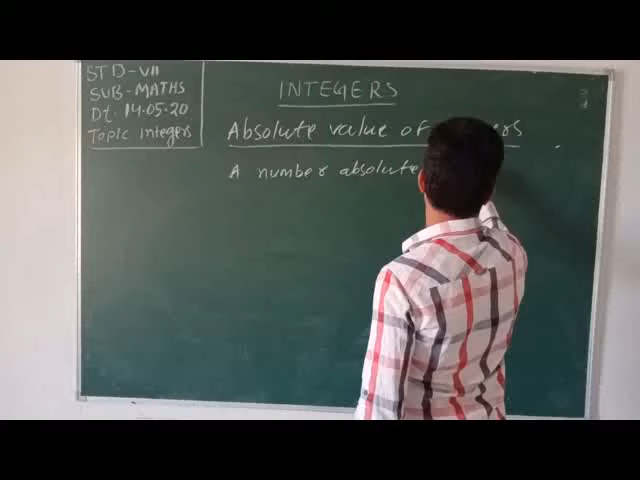 STD-VII
SUB-MATHS
Dt. 14.05.20
Topic integers
INTEGERS
Absolute value of
A number absolute